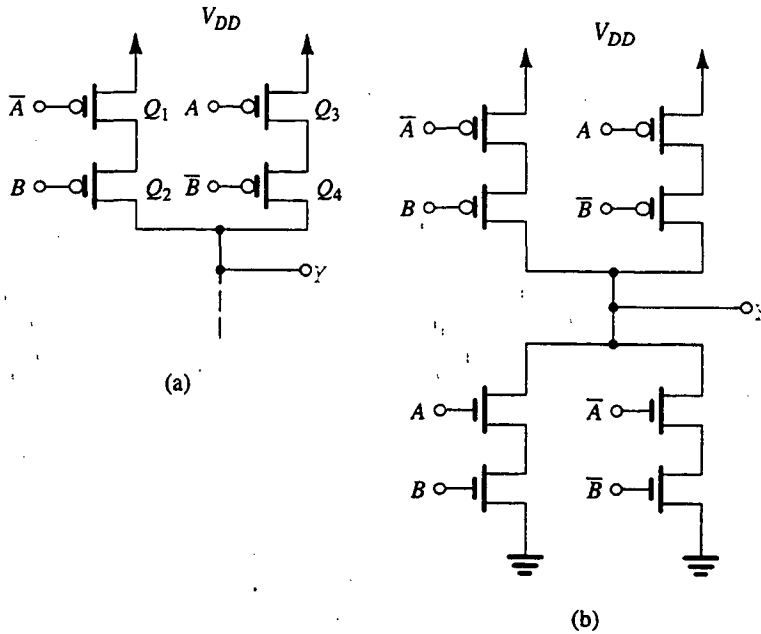 V_DD
A̅ Q₁ A Q₃
B Q₂ B̅ Q₄
Y
(a)
V_DD
A̅ A
B B̅
A A̅
B B̅
(b)